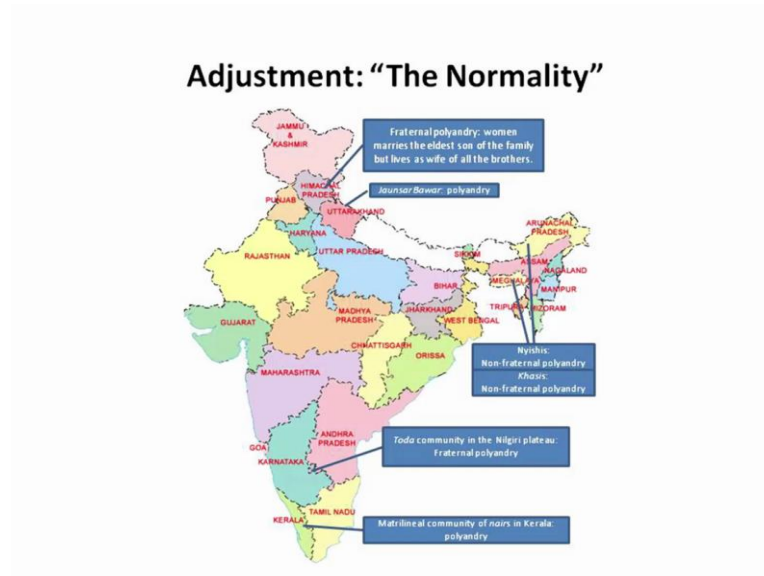 Adjustment: “The Normality”
JAMMU
&
KASHMIR
Fraternal polyandry: women
marries the eldest son of the family
but lives as wife of all the brothers.
HIMACHAL
PRADESH
Jaunsar Bawar: polyandry
PUNJAB
UTTARAKHAND
HARYANA
ARUNACHAL
PRADESH
RAJASTHAN
UTTAR PRADESH
SIKKIM
ASSAM
NAGALAND
MEGHALAYA
BIHAR
MANIPUR
TRIPURA
MIZORAM
GUJARAT
MADHYA
PRADESH
JHARKHAND
WEST BENGAL
CHHATTISGARH
ORISSA
Nyishis:
Non-fraternal polyandry
Khasis:
Non-fraternal polyandry
MAHARASHTRA
GOA
KARNATAKA
ANDHRA
PRADESH
Toda community in the Nilgiri plateau:
Fraternal polyandry
KERALA
TAMIL NADU
Matrilineal community of nairs in Kerala:
polyandry